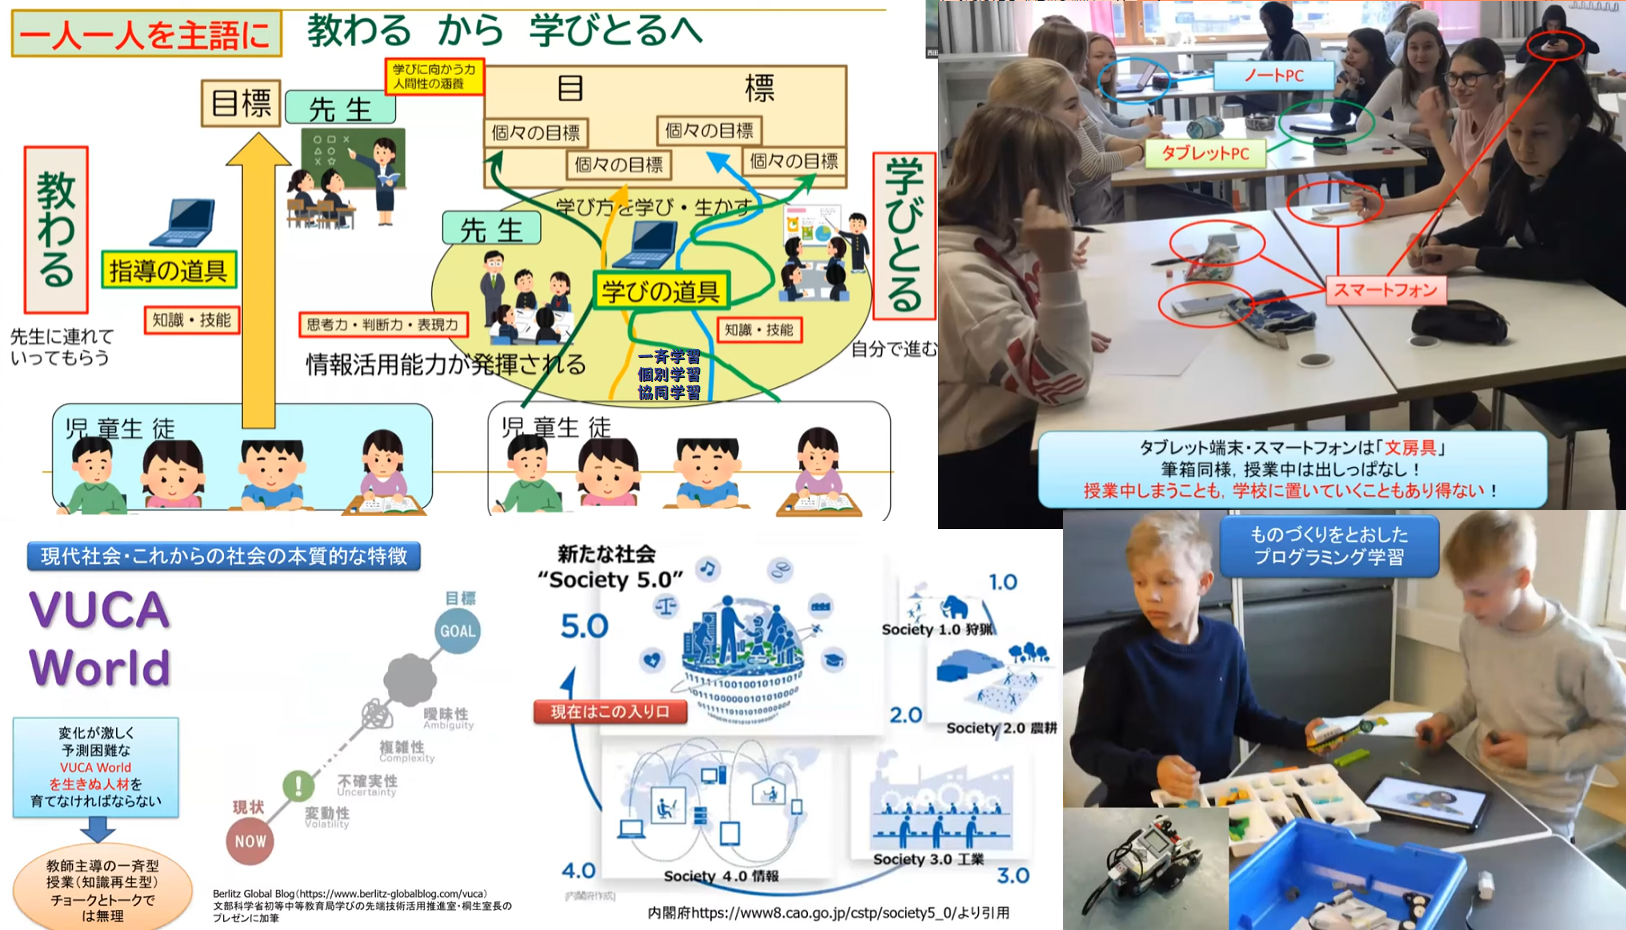 一人一人を主語に
教わる から 学びとるへ
学びに向かう力
人間性の涵養
目標
先生
目 標
個々の目標
個々の目標
個々の目標
個々の目標
教わる
学びとる
学び方を学び・生かす
先生
指導の道具
学びの道具
知識・技能
思考力・判断力・表現力
知識・技能
先生に連れて
いってもらう
情報活用能力が発揮される
自分で進む
一斉学習
個別学習
協同学習
児童生徒
児童生徒
ノートPC
タブレットPC
スマートフォン
タブレット端末・スマートフォンは「文房具」
筆箱同様，授業中は出しっぱなし！
授業中しまうことも，学校に置いていくこともあり得ない！
現代社会・これからの社会の本質的な特徴
VUCA
World
変化が激しく
予測困難な
VUCA World
を生きぬ人材を
育てなければならない
教師主導の一斉型
授業（知識再生型）
チョークとトークで
は無理
目標
GOAL
曖昧性
Ambiguity
複雑性
Complexity
不確実性
Uncertainty
変動性
Volatility
現状
NOW
Berlitz Global Blog（https://www.berlitz-globalblog.com/vuca）
文部科学省初等中等教育局学びの先端技術活用推進室・桐生室長の
プレゼンに加筆
新たな社会
“Society 5.0”
5.0
現在はこの入り口
1.0
Society 1.0 狩猟
2.0
Society 2.0 農耕
Society 3.0 工業
3.0
4.0
Society 4.0 情報
内閣府https://www8.cao.go.jp/cstp/society5_0/より引用
ものづくりをとおした
プログラミング学習